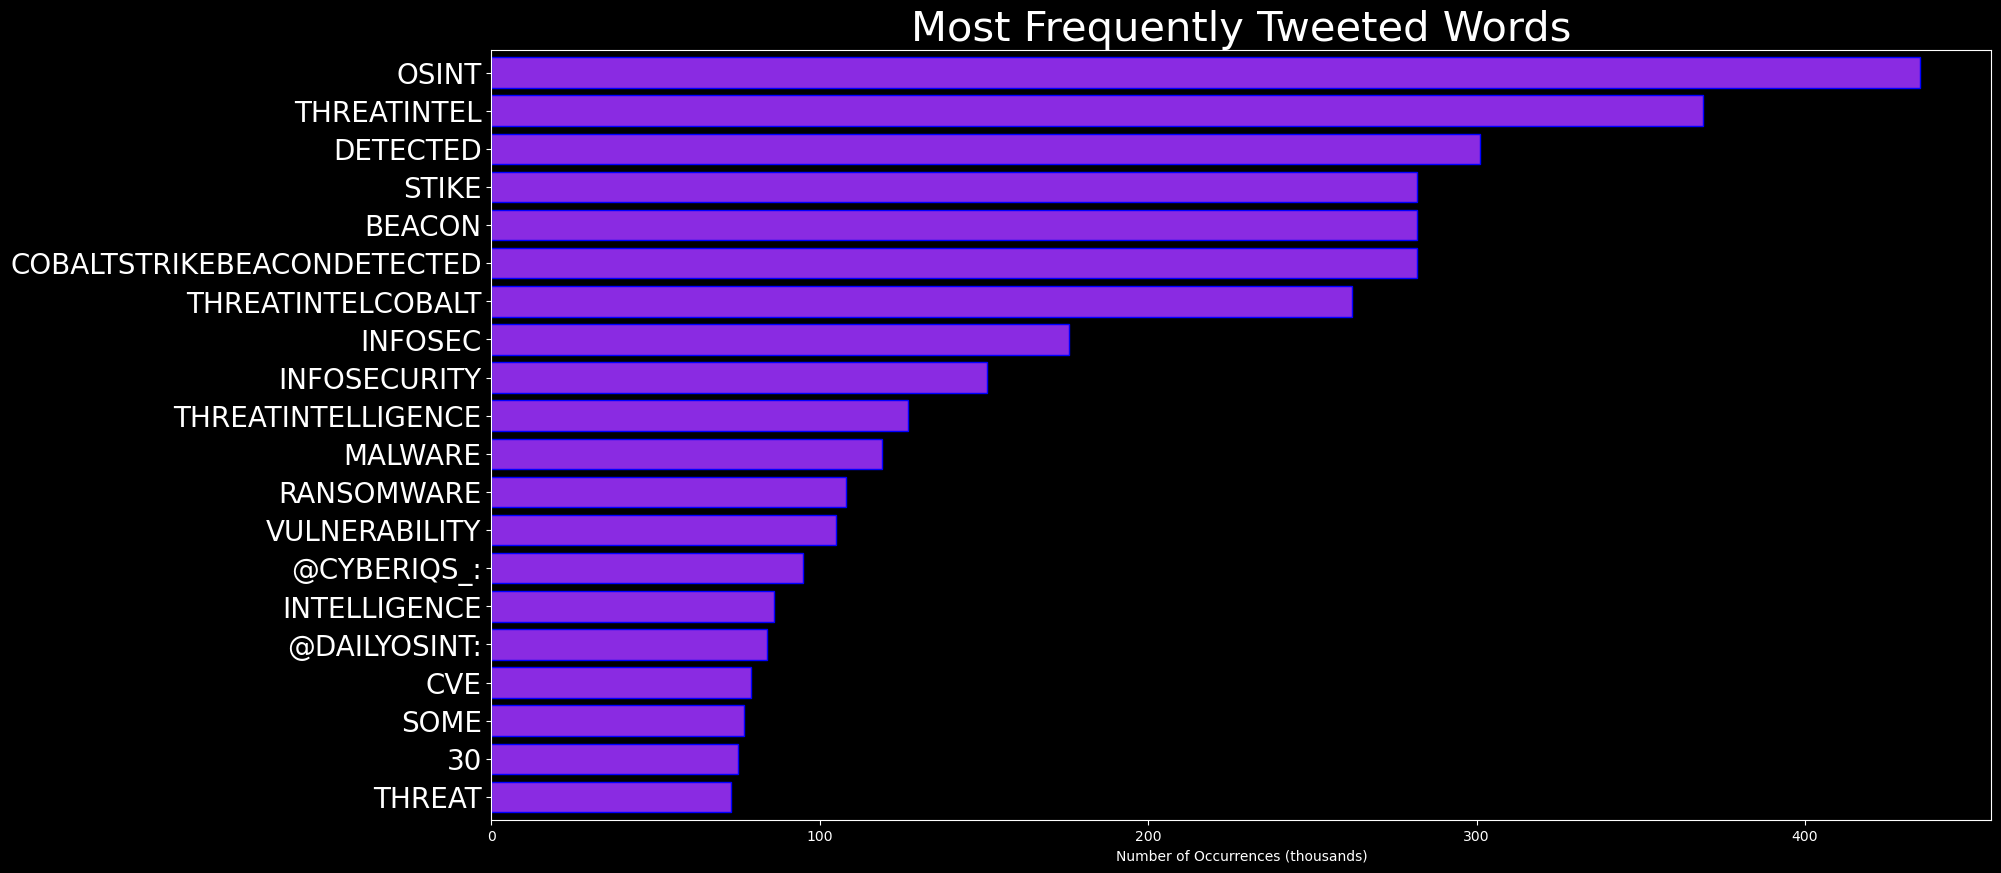 Most Frequently Tweeted Words
OSINT
THREATINTEL
DETECTED
STIKE
BEACON
COBALTSTRIKEBEACONDETECTED
THREATINTELCOBALT
INFOSEC
INFOSECURITY
THREATINTELLIGENCE
MALWARE
RANSOMWARE
VULNERABILITY
@CYBERIQS_:
INTELLIGENCE
@DAILYOSINT:
CVE
SOME
30
THREAT
0 100 200 300 400
Number of Occurrences (thousands)